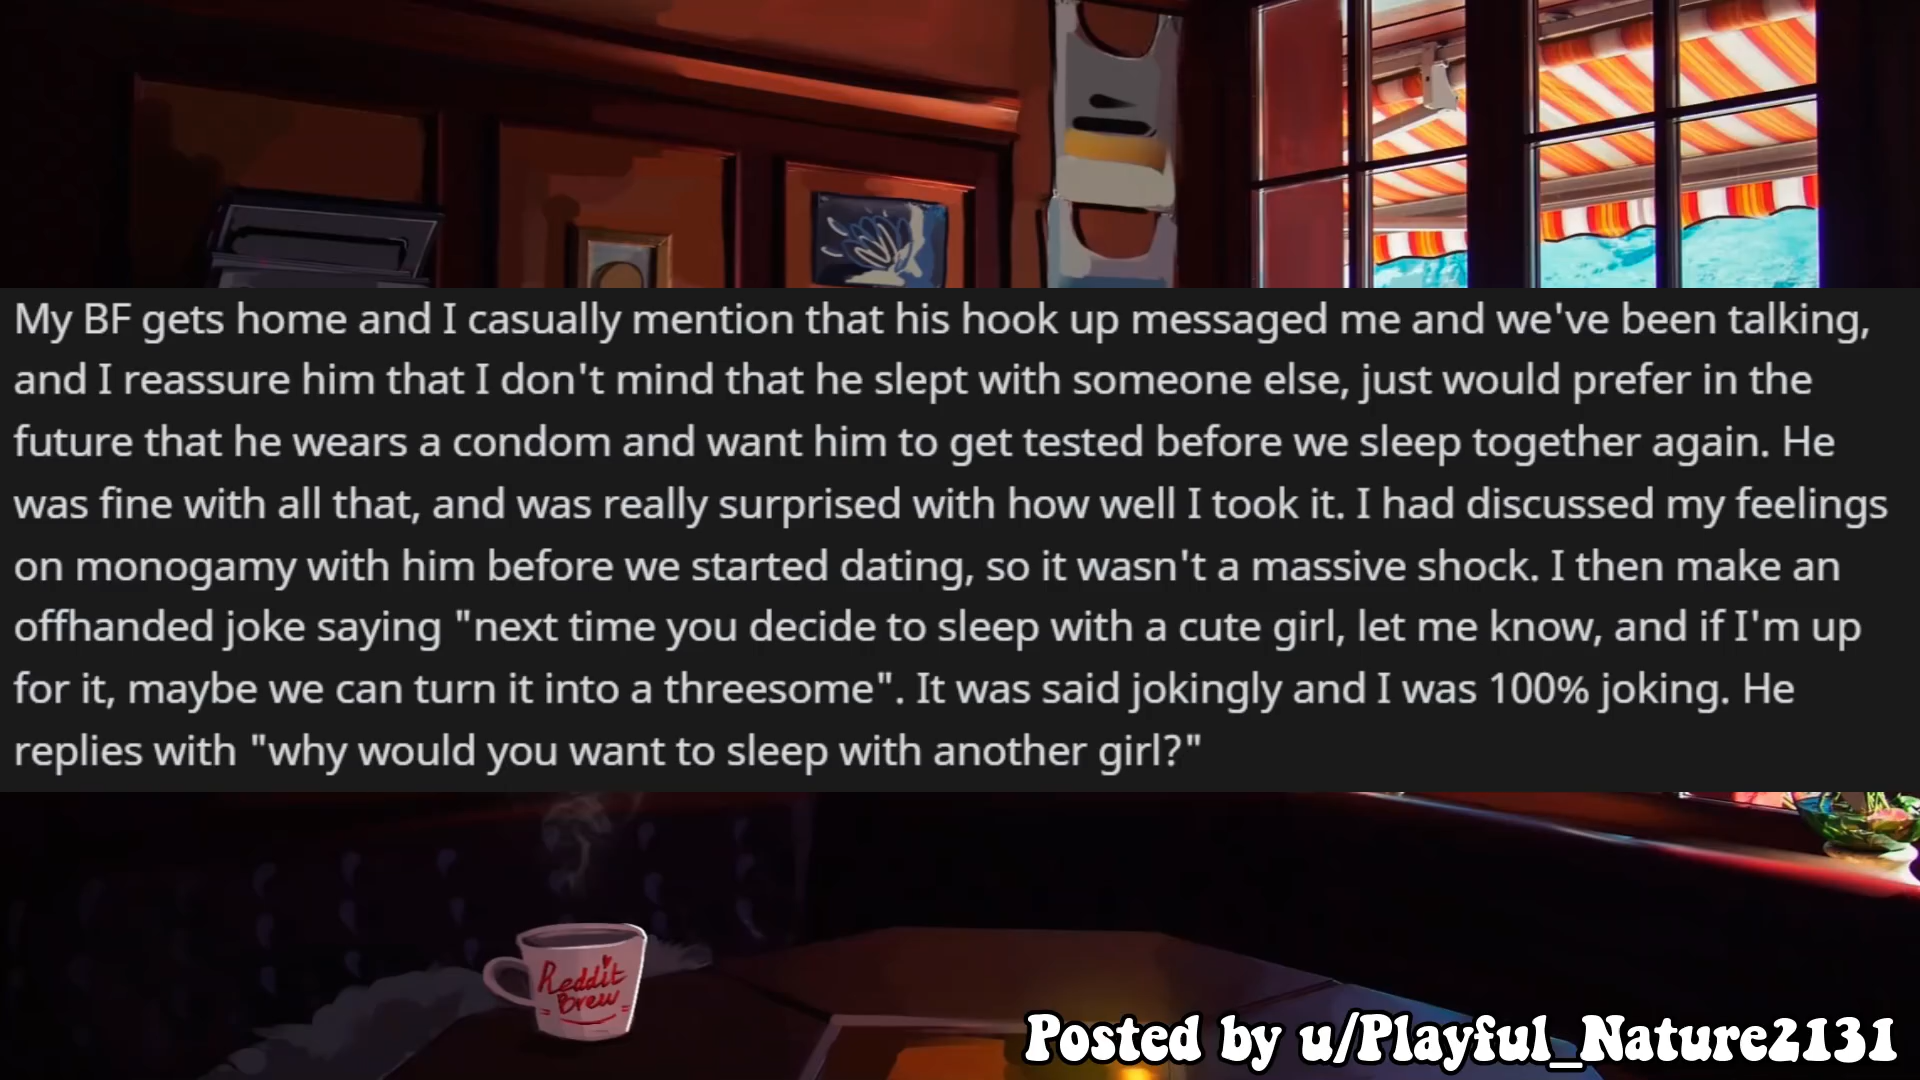 My BF gets home and I casually mention that his hook up messaged me and we've been talking,
and I reassure him that I don't mind that he slept with someone else, just would prefer in the
future that he wears a condom and want him to get tested before we sleep together again. He
was fine with all that, and was really surprised with how well I took it. I had discussed my feelings
on monogamy with him before we started dating, so it wasn't a massive shock. I then make an
offhanded joke saying "next time you decide to sleep with a cute girl, let me know, and if I'm up
for it, maybe we can turn it into a threesome". It was said jokingly and I was 100% joking. He
replies with "why would you want to sleep with another girl?"
Reddit
Brew
Posted by u/Playful_Nature2131